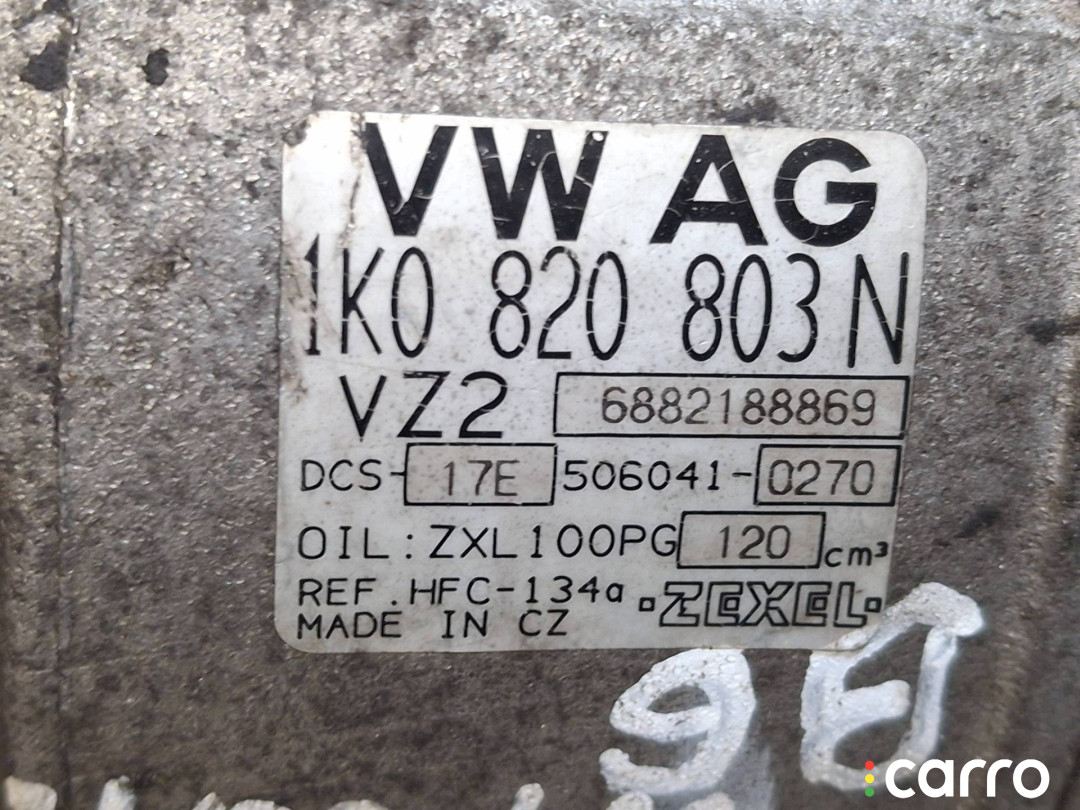 VW AG
1K0 820 803 N
VZ2 6882188869
DCS-17E 506041-0270
OIL: ZXL100PG 120 cm³
REF. HFC-134a ZEXEL
MADE IN CZ
carro